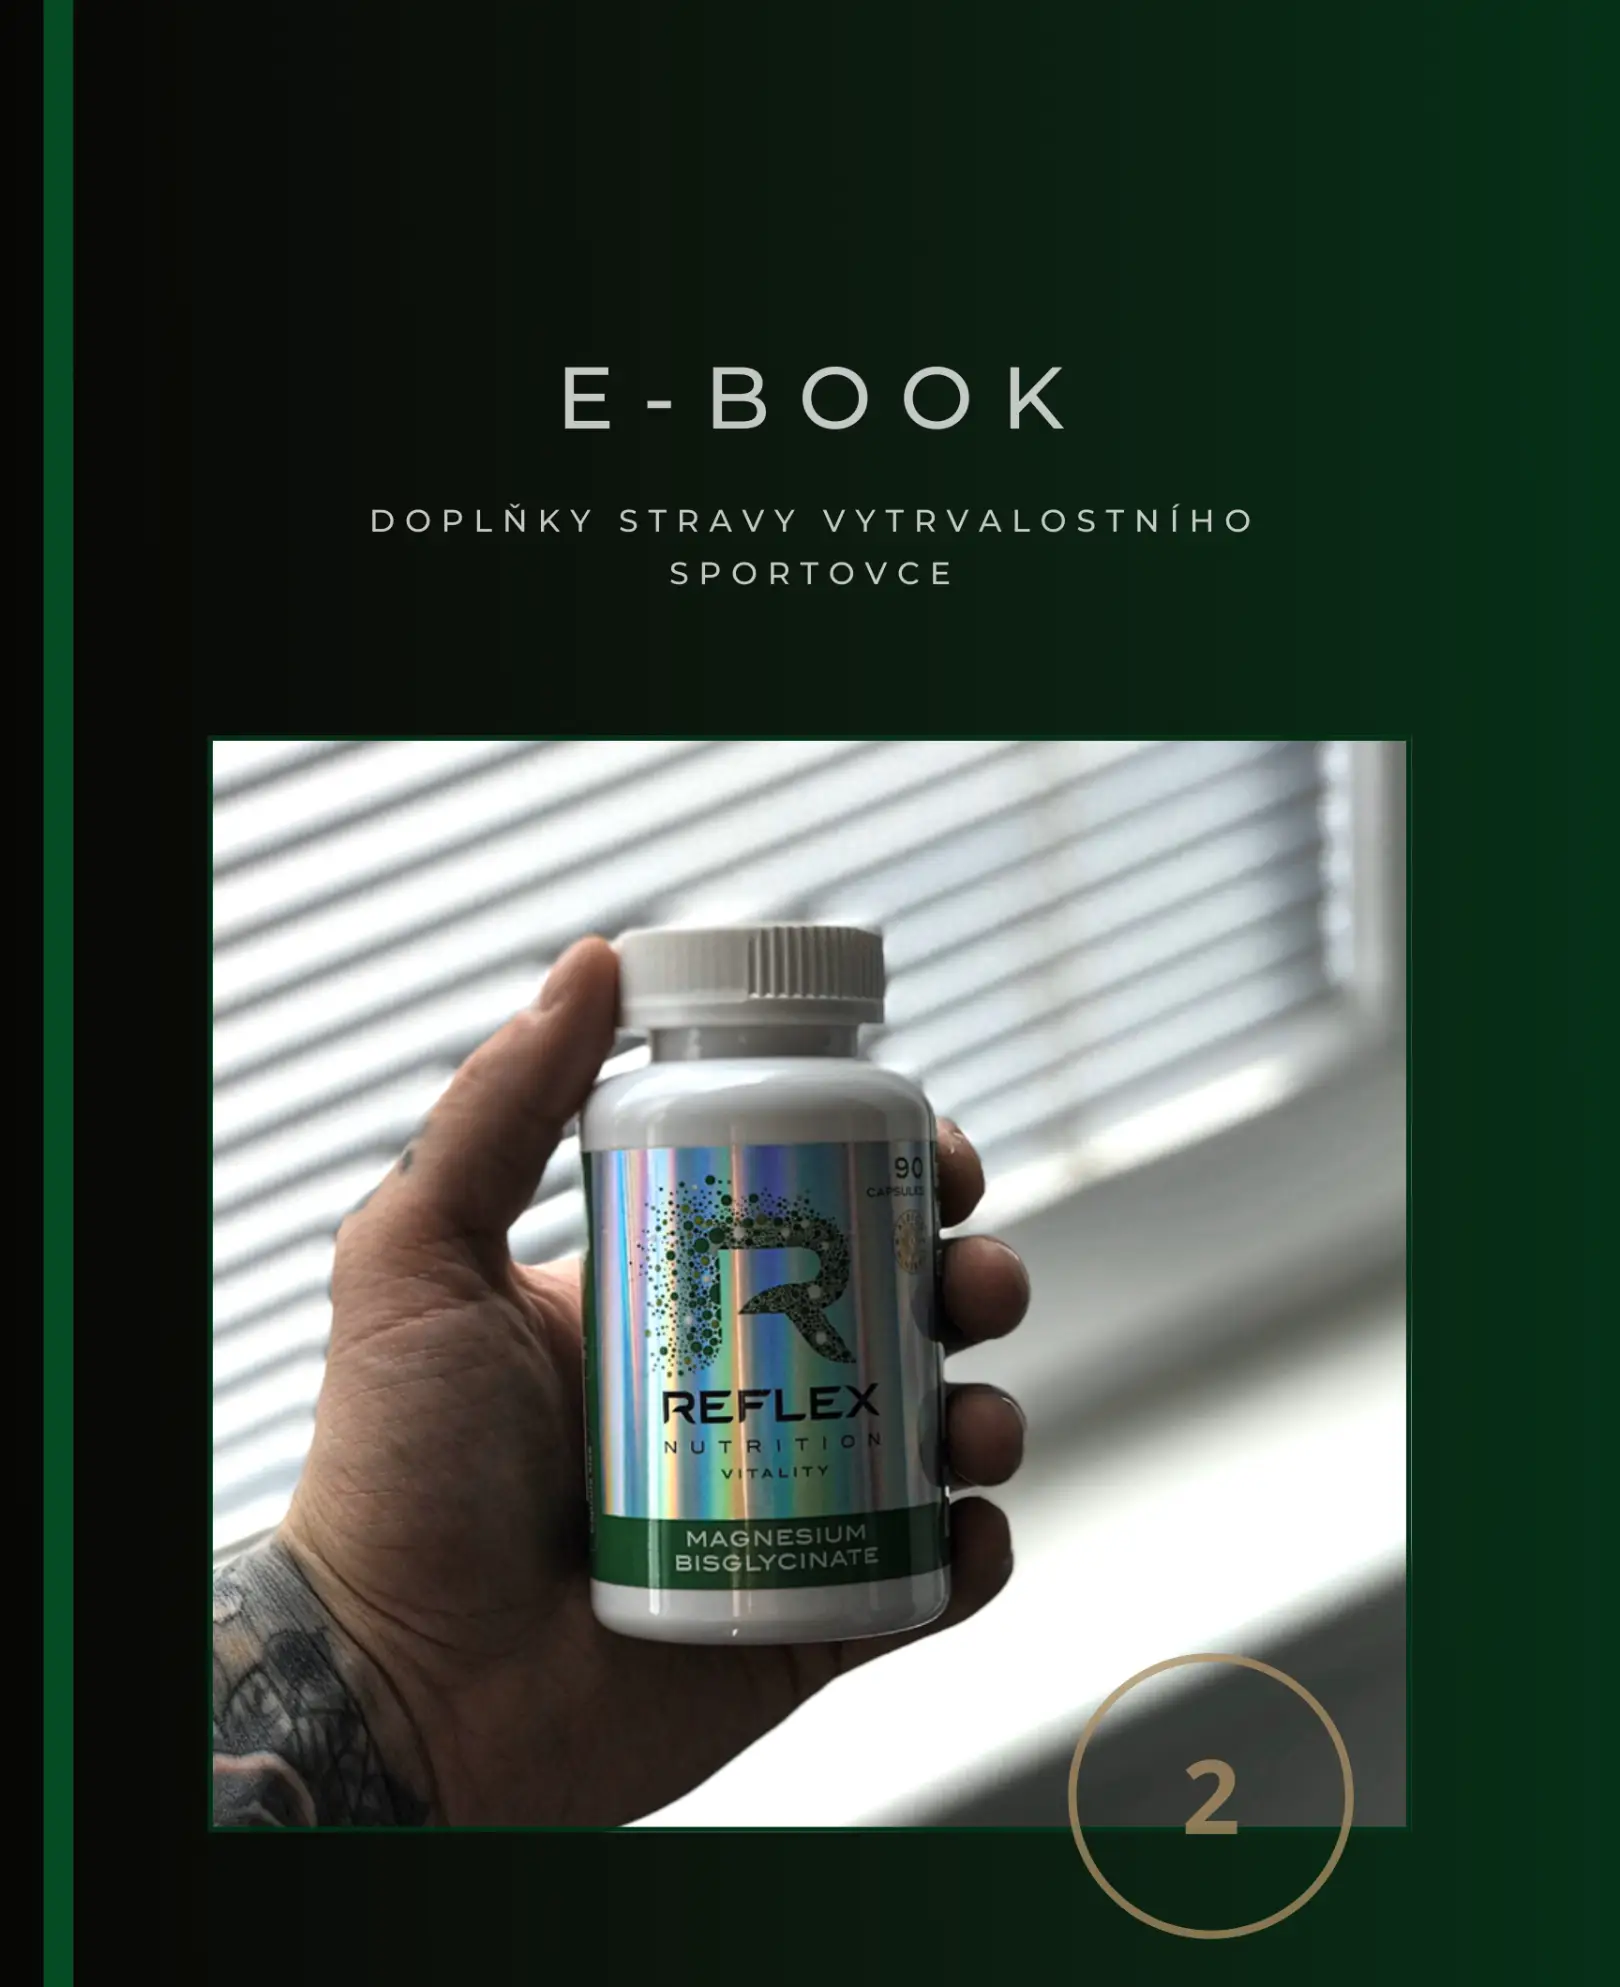 E-BOOK
DOPLŇKY STRAVY VYTRVALOSTNÍHO
SPORTOVCE
90
CAPSULES
REFLEX
NUTRITION
VITALITY
MAGNESIUM
BISGLYCINATE
2